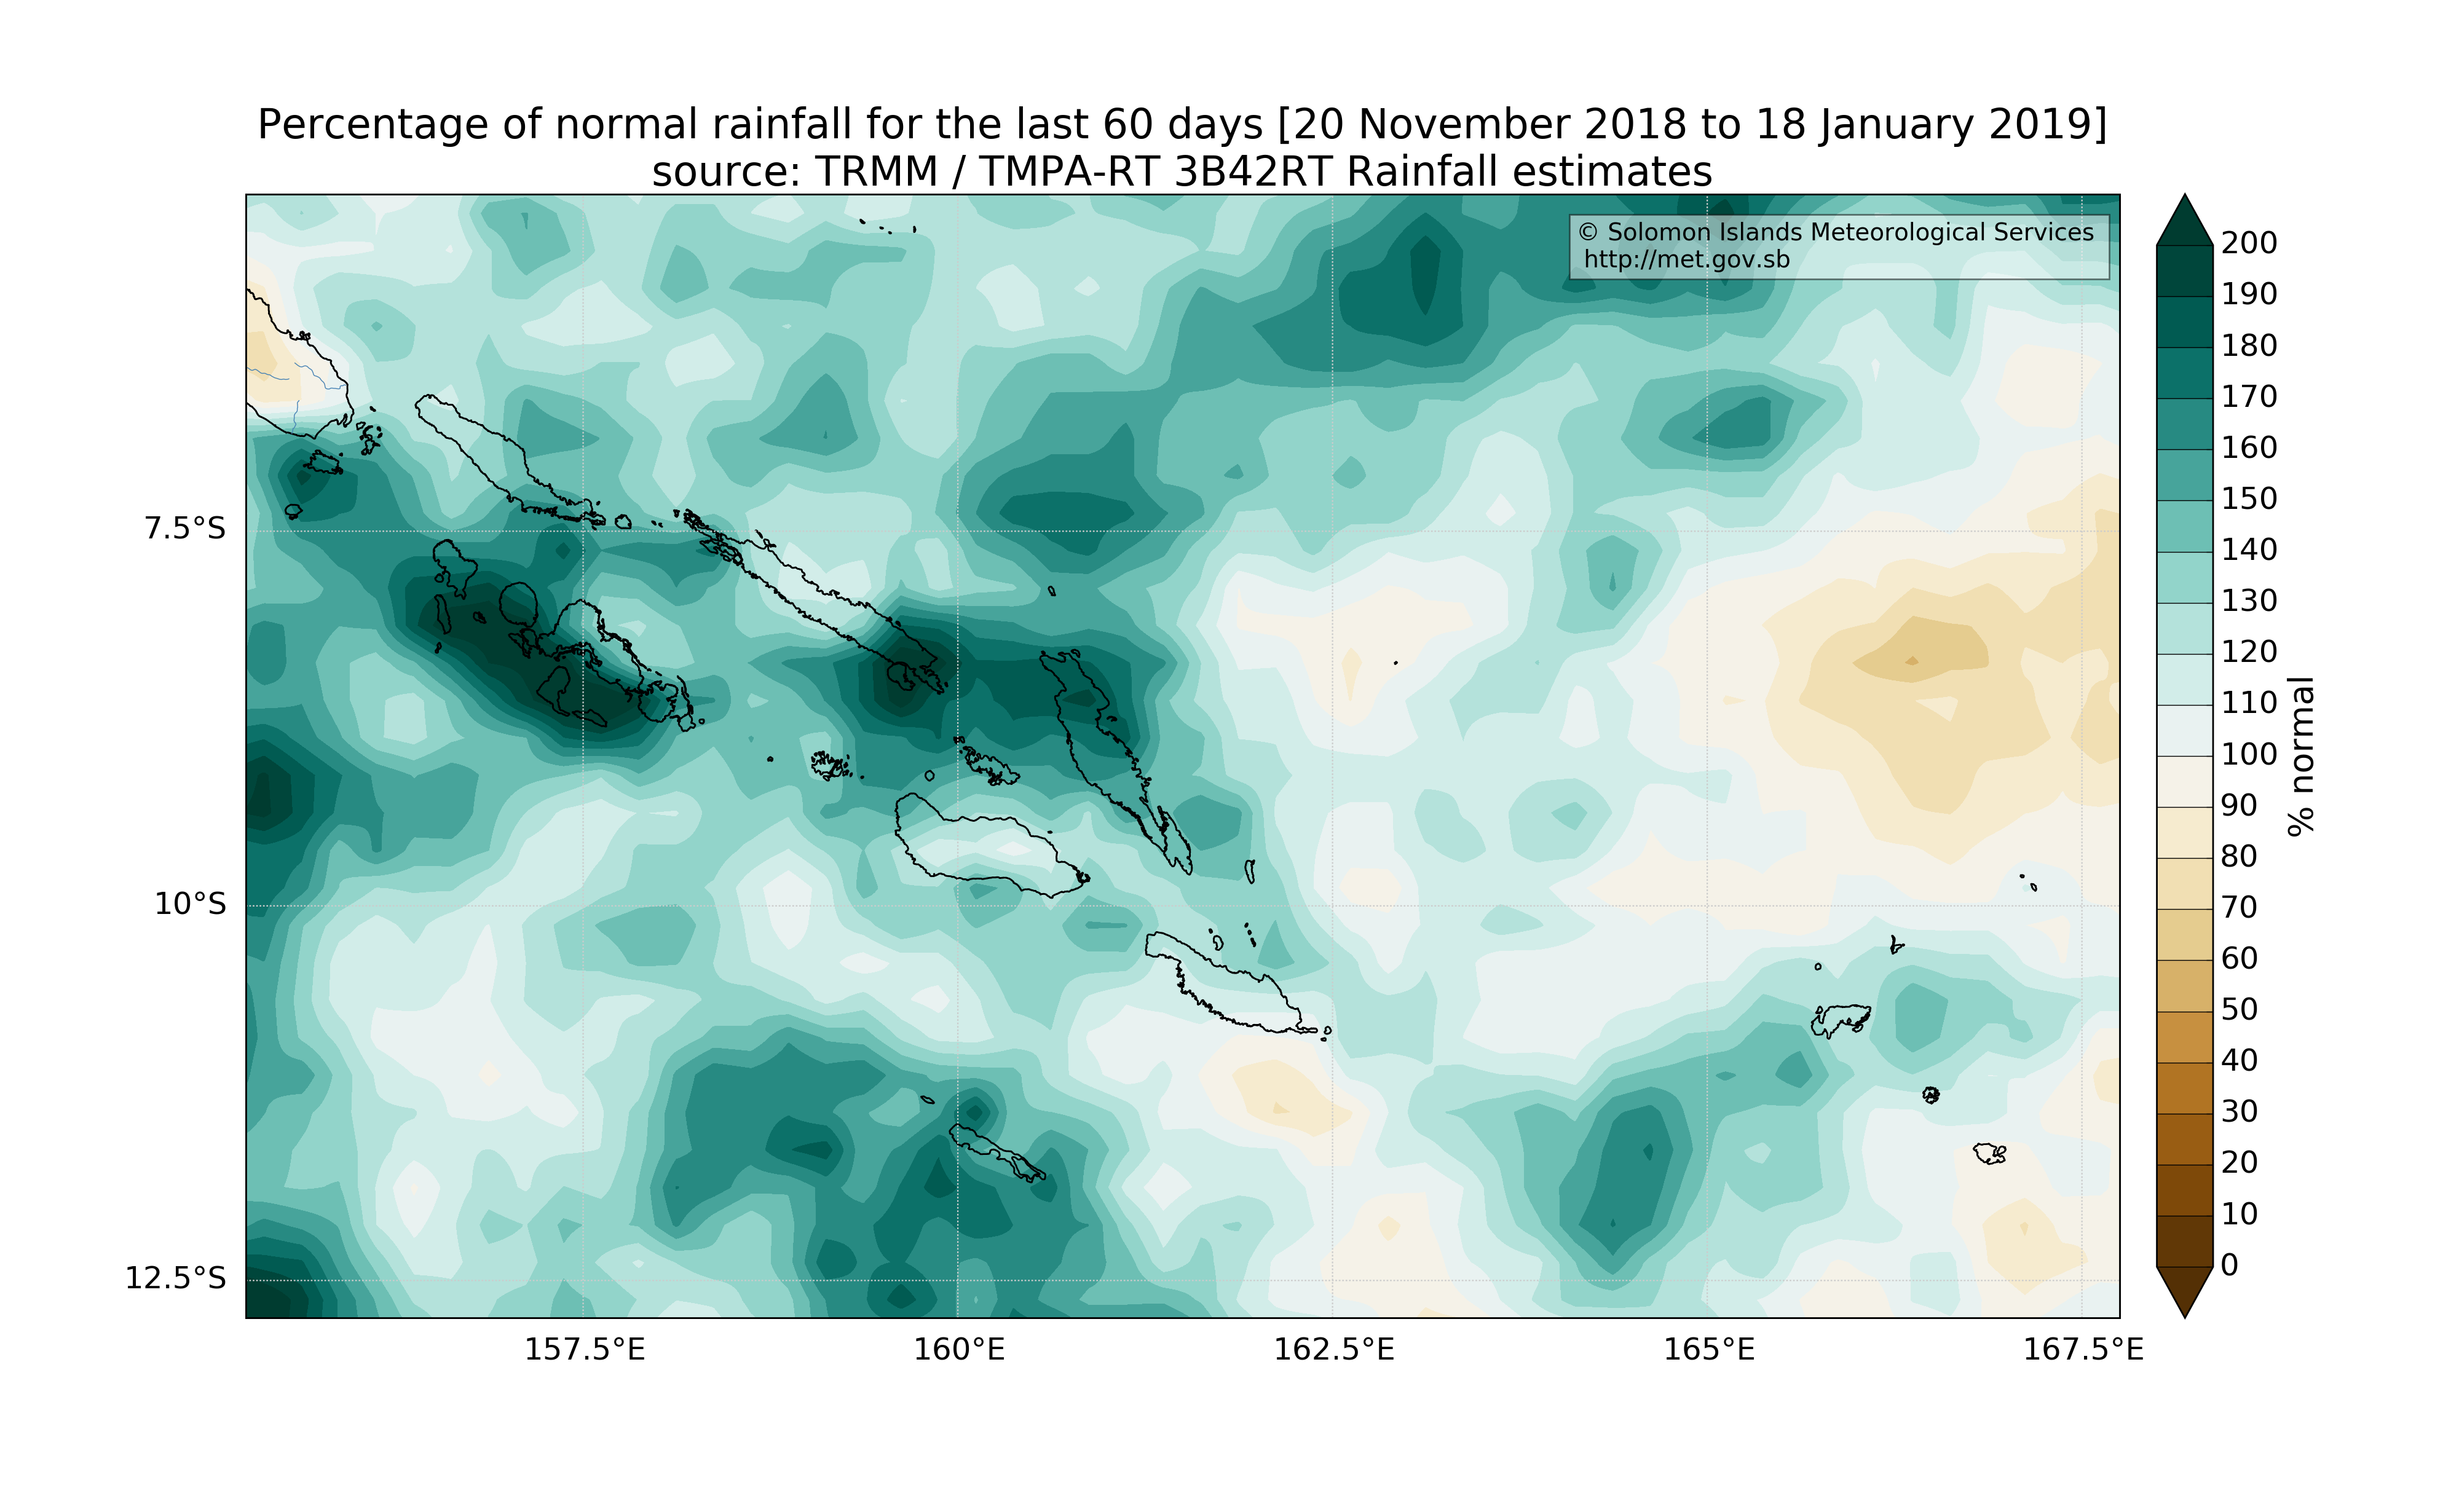 Percentage of normal rainfall for the last 60 days [20 November 2018 to 18 January 2019]
source: TRMM / TMPA-RT 3B42RT Rainfall estimates
© Solomon Islands Meteorological Services
http://met.gov.sb
7.5°S
10°S
12.5°S
157.5°E
160°E
162.5°E
165°E
167.5°E
200
190
180
170
160
150
140
130
120
110
100
90
80
70
60
50
40
30
20
10
0
% normal